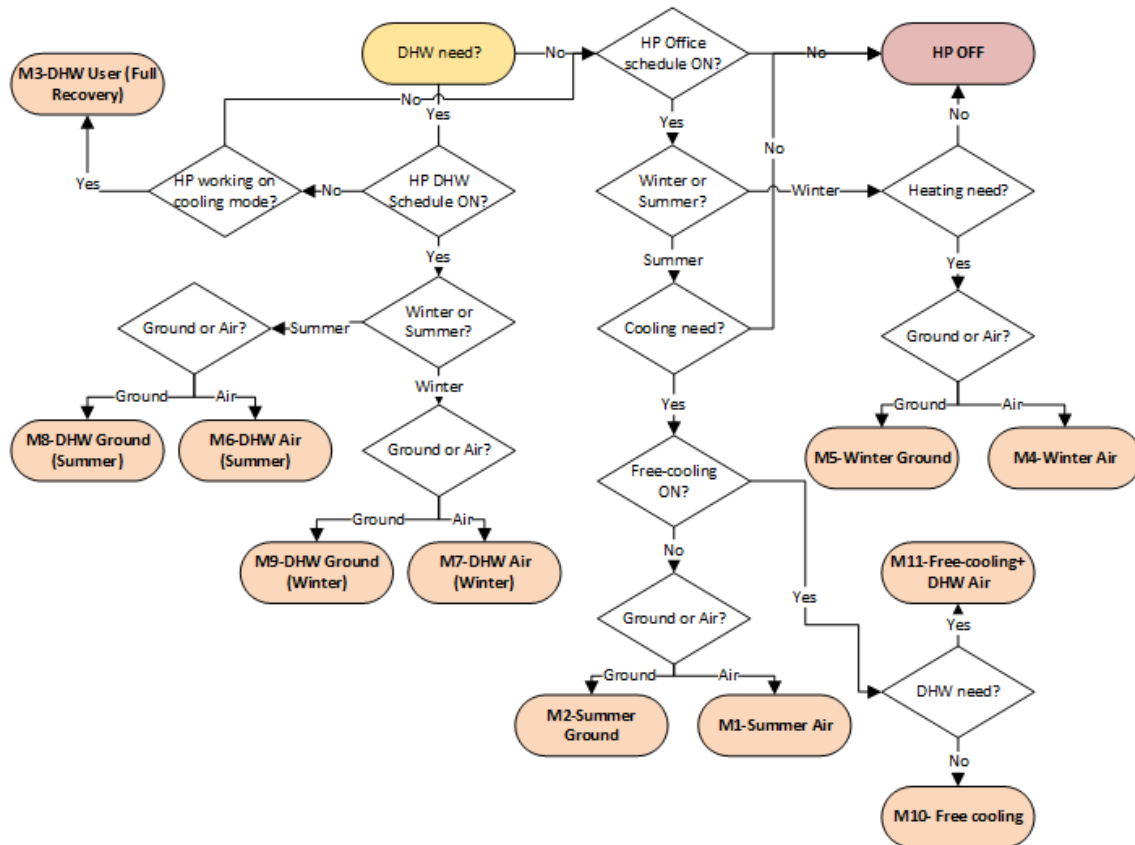 DHW need?
No
HP Office
schedule ON?
No
HP OFF
M3-DHW User (Full
Recovery)
No
Yes
Yes
No
No
Yes
HP working on
cooling mode?
No
HP DHW
Schedule ON?
Winter or
Summer?
Winter
Heating need?
Yes
Summer
Yes
Ground or Air?
Summer
Winter or
Summer?
Cooling need?
Ground or Air?
Winter
Ground
Air
Yes
Ground
Air
M8-DHW Ground
(Summer)
M6-DHW Air
(Summer)
Ground or Air?
M5-Winter Ground
M4-Winter Air
Free-cooling
ON?
Ground
Air
No
M9-DHW Ground
(Winter)
M7-DHW Air
(Winter)
M11-Free-cooling+
DHW Air
Yes
Ground or Air?
Yes
Ground
Air
DHW need?
M2-Summer
Ground
M1-Summer Air
No
M10- Free cooling